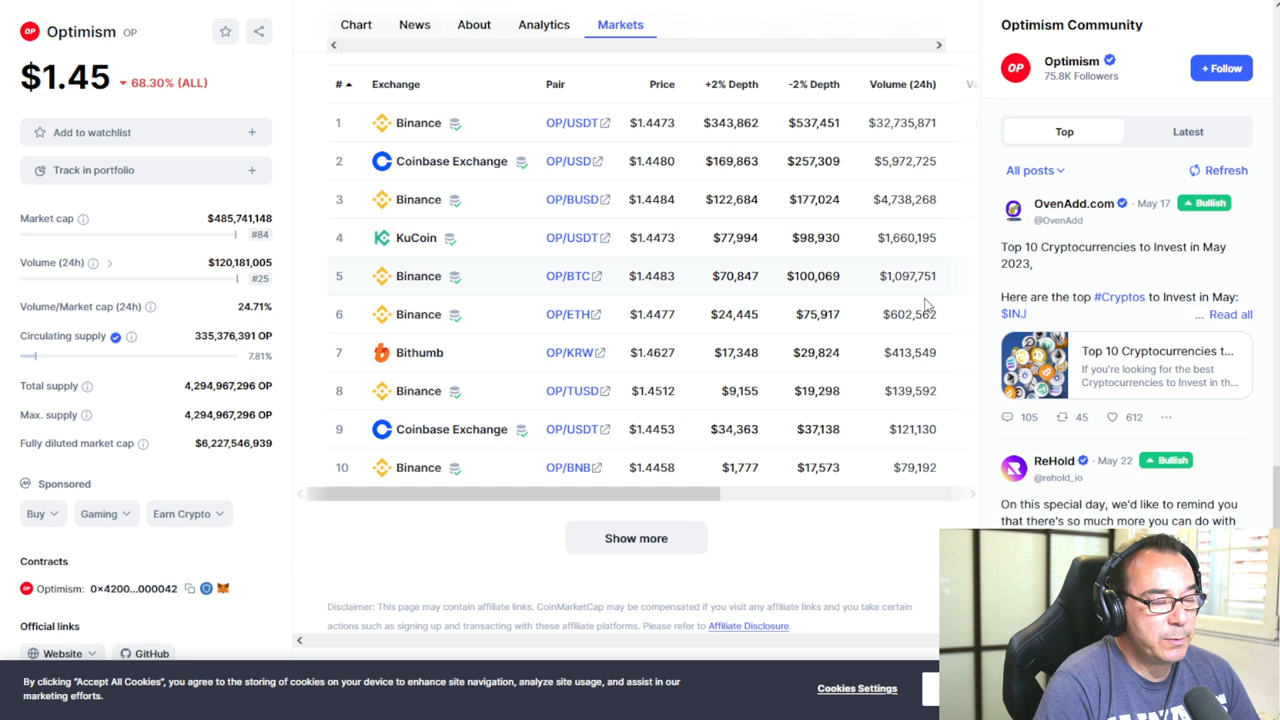 OP Optimism OP
$1.45 68.30% (ALL)
Add to watchlist +
Track in portfolio +
Market cap $485,741,148
#84
Volume (24h) $120,181,005
#25
Volume/Market cap (24h) 24.71%
Circulating supply 335,376,391 OP
7.81%
Total supply 4,294,967,296 OP
Max. supply 4,294,967,296 OP
Fully diluted market cap $6,227,546,939
Sponsored
Buy Gaming Earn Crypto
Contracts
OP Optimism: 0x4200...000042
Official links
Website GitHub
Chart News About Analytics Markets
# Exchange Pair Price +2% Depth -2% Depth Volume (24h)
1 Binance OP/USDT $1.4473 $343,862 $537,451 $32,735,871
2 Coinbase Exchange OP/USD $1.4480 $169,863 $257,309 $5,972,725
3 Binance OP/BUSD $1.4484 $122,684 $177,024 $4,738,268
4 KuCoin OP/USDT $1.4473 $77,994 $98,930 $1,660,195
5 Binance OP/BTC $1.4483 $70,847 $100,069 $1,097,751
6 Binance OP/ETH $1.4477 $24,445 $75,917 $602,562
7 Bithumb OP/KRW $1.4627 $17,348 $29,824 $413,549
8 Binance OP/TUSD $1.4512 $9,155 $19,298 $139,592
9 Coinbase Exchange OP/USDT $1.4453 $34,363 $37,138 $121,130
10 Binance OP/BNB $1.4458 $1,777 $17,573 $79,192
Show more
Disclaimer: This page may contain affiliate links. CoinMarketCap may be compensated if you visit any affiliate links and you take certain
actions such as signing up and transacting with these affiliate platforms. Please refer to Affiliate Disclosure.
Optimism Community
OP Optimism + Follow
75.8K Followers
Top Latest
All posts Refresh
OvenAdd.com · May 17 Bullish
@OvenAdd
Top 10 Cryptocurrencies to Invest in May
2023,
Here are the top #Cryptos to Invest in May:
$INJ ... Read all
Top 10 Cryptocurrencies t...
If you're looking for the best
Cryptocurrencies to Invest in th...
105 45 612 ...
ReHold · May 22 Bullish
@rehold_io
On this special day, we'd like to remind you
that there's so much more you can do with
By clicking “Accept All Cookies”, you agree to the storing of cookies on your device to enhance site navigation, analyze site usage, and assist in our
marketing efforts.
Cookies Settings